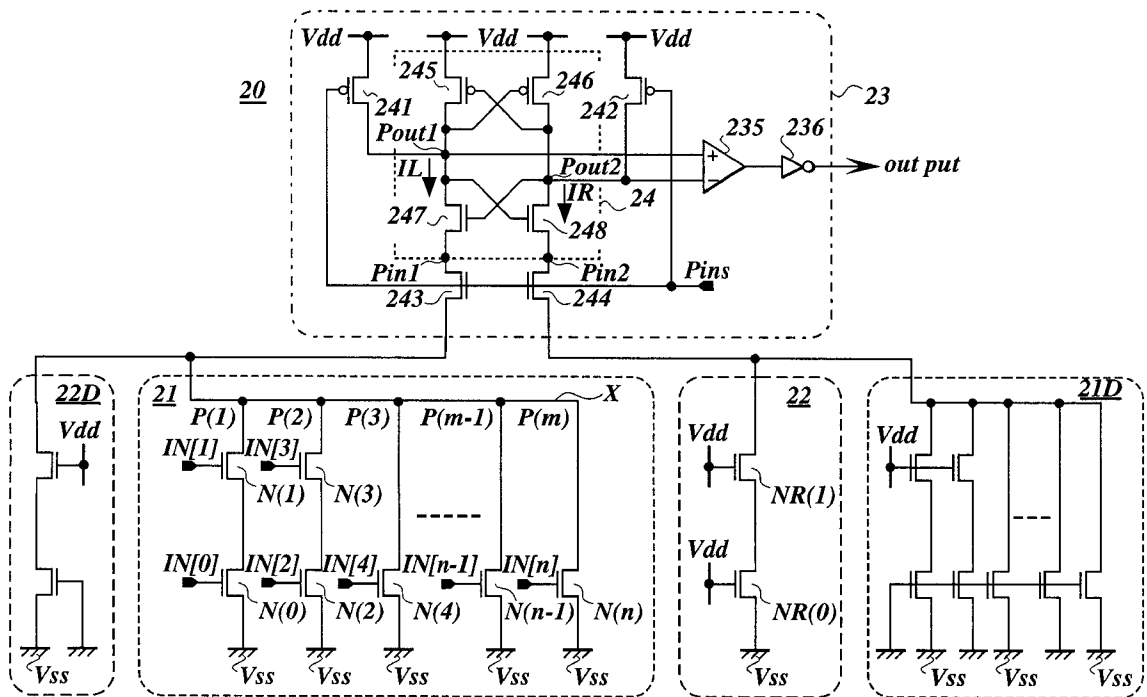 Vdd Vdd Vdd
20
245 246
241 242
23
Pout1
235 236
IL
Pout2
+
−
out put
IR
24
247
248
Pin1 Pin2 Pins
243 244
22D
21
X
22
21D
P(1) P(2) P(3) P(m-1) P(m)
Vdd
IN[1] IN[3]
Vdd
Vdd
N(1) N(3)
NR(1)
Vdd
IN[0] IN[2] IN[4] IN[n-1] IN[n]
N(0) N(2) N(4) N(n-1) N(n)
NR(0)
Vss Vss Vss Vss Vss Vss Vss Vss Vss Vss